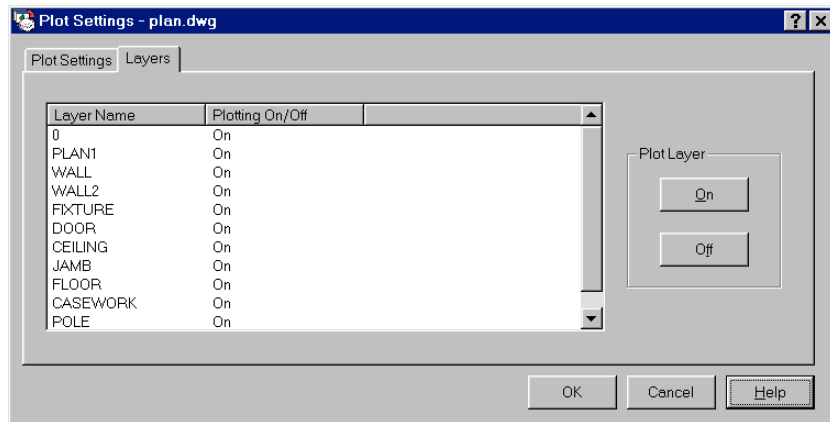 Plot Settings - plan.dwg
Plot Settings Layers
Layer Name Plotting On/Off
0 On
PLAN1 On
WALL On
WALL2 On
FIXTURE On
DOOR On
CEILING On
JAMB On
FLOOR On
CASEWORK On
POLE On
Plot Layer
On
Off
OK Cancel Help